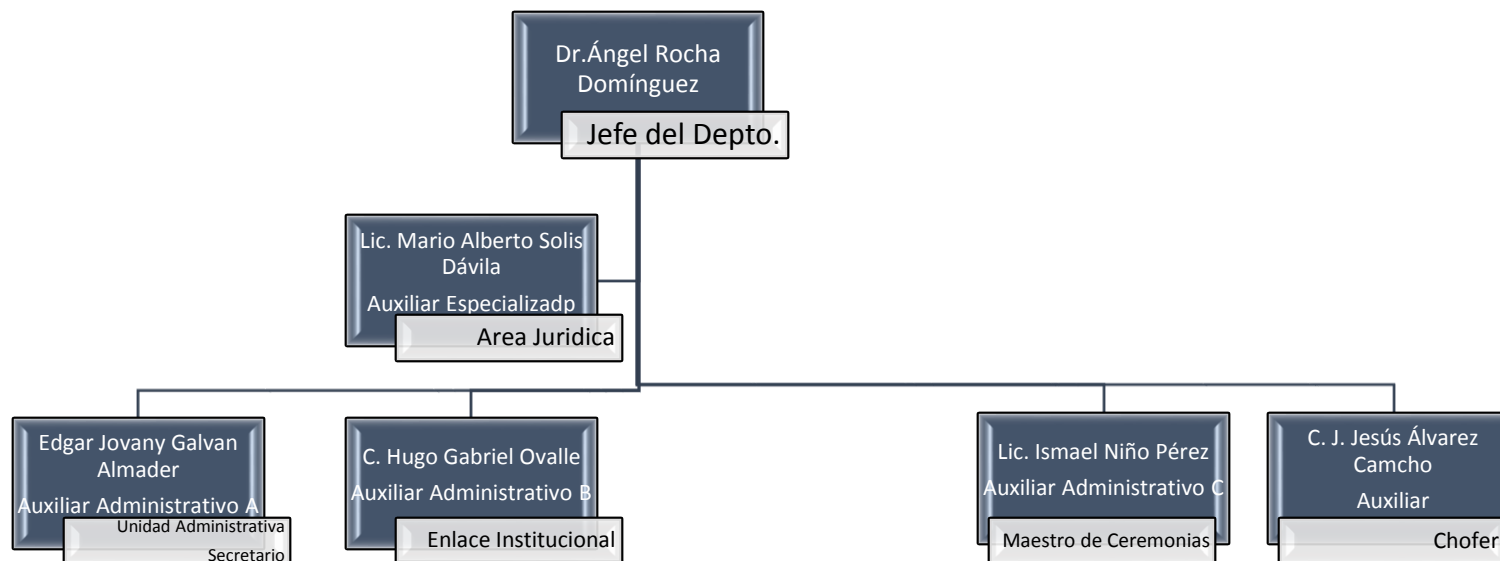 Dr.Ángel Rocha
Domínguez
Jefe del Depto.
Lic. Mario Alberto Solis
Dávila
Auxiliar Especializadp
Area Juridica
Edgar Jovany Galvan
Almader
Auxiliar Administrativo A
Unidad Administrativa
Secretario
C. Hugo Gabriel Ovalle
Auxiliar Administrativo B
Enlace Institucional
Lic. Ismael Niño Pérez
Auxiliar Administrativo C
Maestro de Ceremonias
C. J. Jesús Álvarez
Camcho
Auxiliar
Chofer